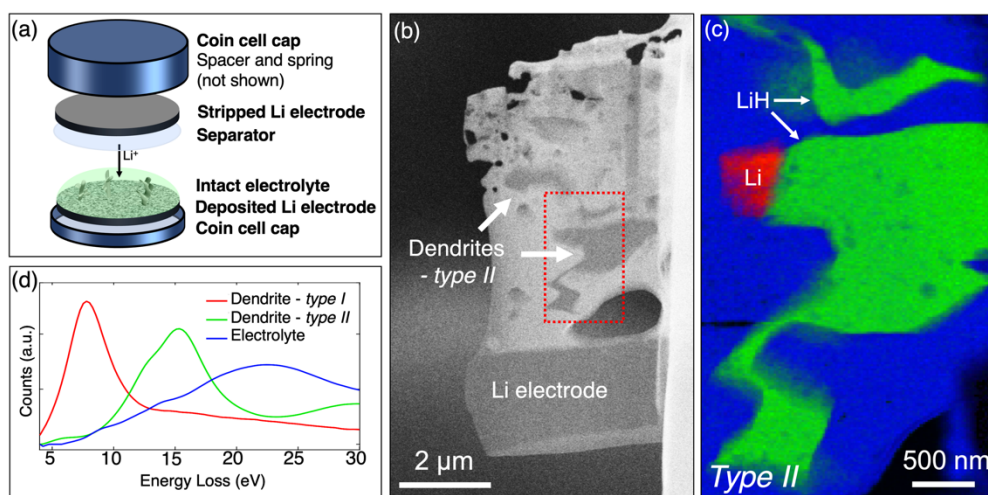 (a)
Coin cell cap
Spacer and spring
(not shown)
Stripped Li electrode
Separator
Li+
Intact electrolyte
Deposited Li electrode
Coin cell cap
(b)
Dendrites
- type II
Li electrode
2 µm
(c)
LiH
Li
Type II
500 nm
(d)
Dendrite - type I
Dendrite - type II
Electrolyte
Counts (a.u.)
5 10 15 20 25 30
Energy Loss (eV)